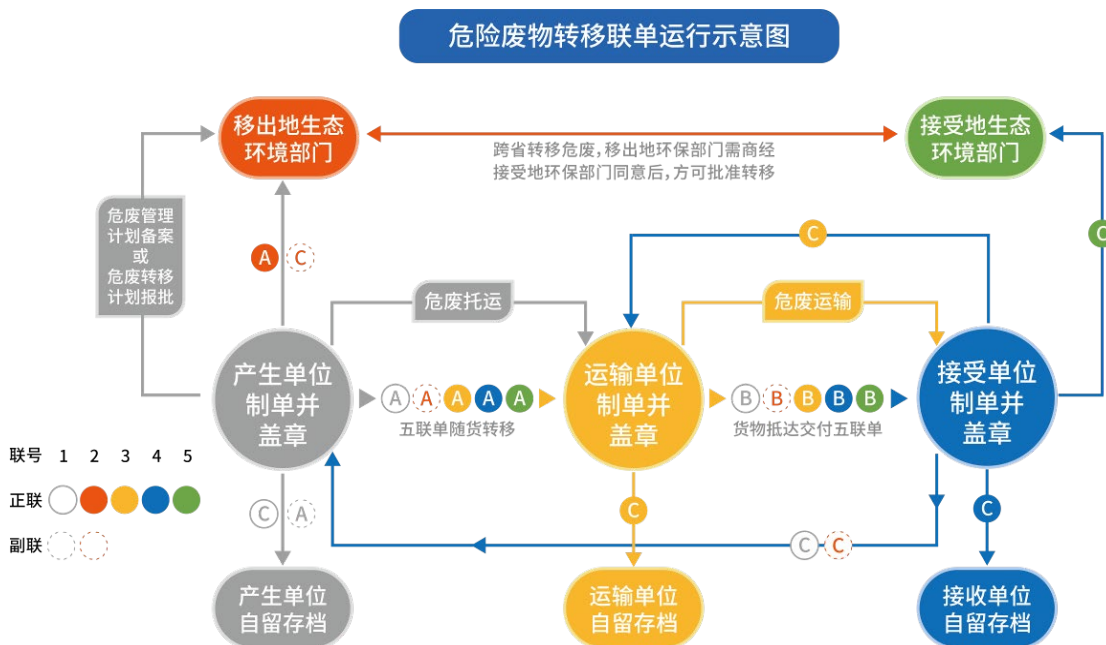 危险废物转移联单运行示意图
移出地生态
环境部门
接受地生态
环境部门
跨省转移危废，移出地环保部门需商经
接受地环保部门同意后，方可批准转移
危废管理
计划备案
或
危废转移
计划报批
A C
C
C
危废托运
危废运输
产生单位
制单并
盖章
A A A A A
五联单随货转移
运输单位
制单并
盖章
B B B B B
货物抵达交付五联单
接受单位
制单并
盖章
联号 1 2 3 4 5
正联
副联
C A
C
C C
C
产生单位
自留存档
运输单位
自留存档
接收单位
自留存档